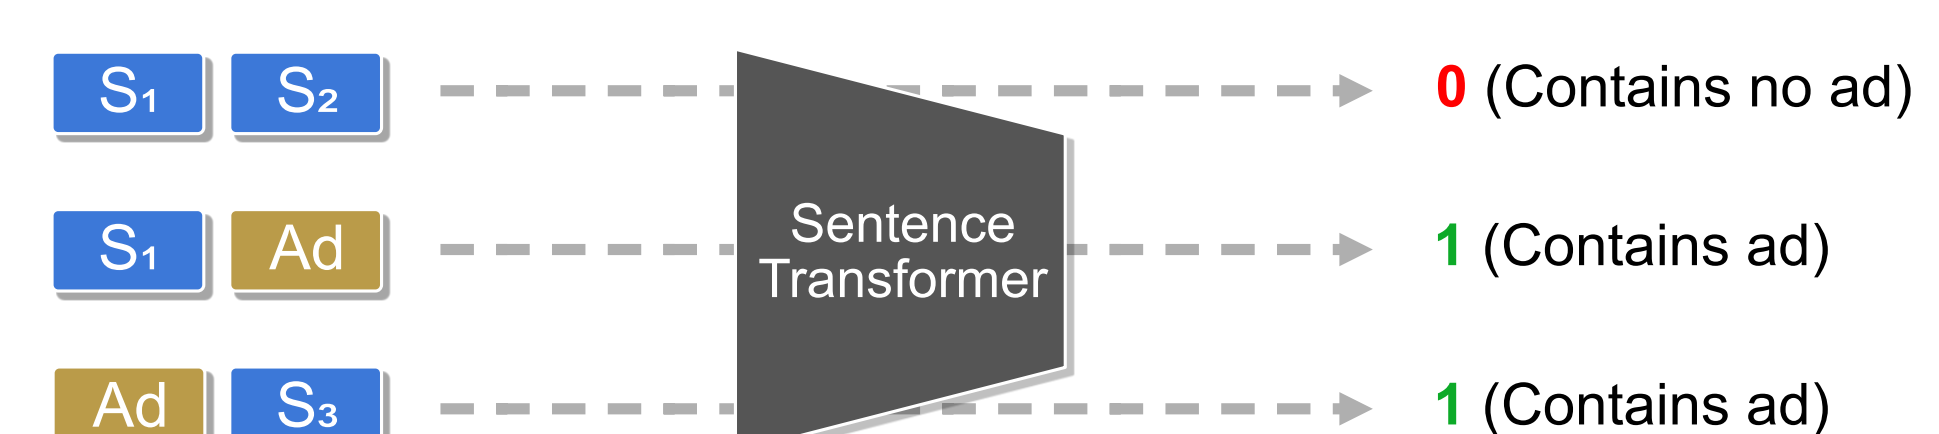 S₁ S₂ 0 (Contains no ad)
S₁ Ad Sentence Transformer 1 (Contains ad)
Ad S₃ 1 (Contains ad)